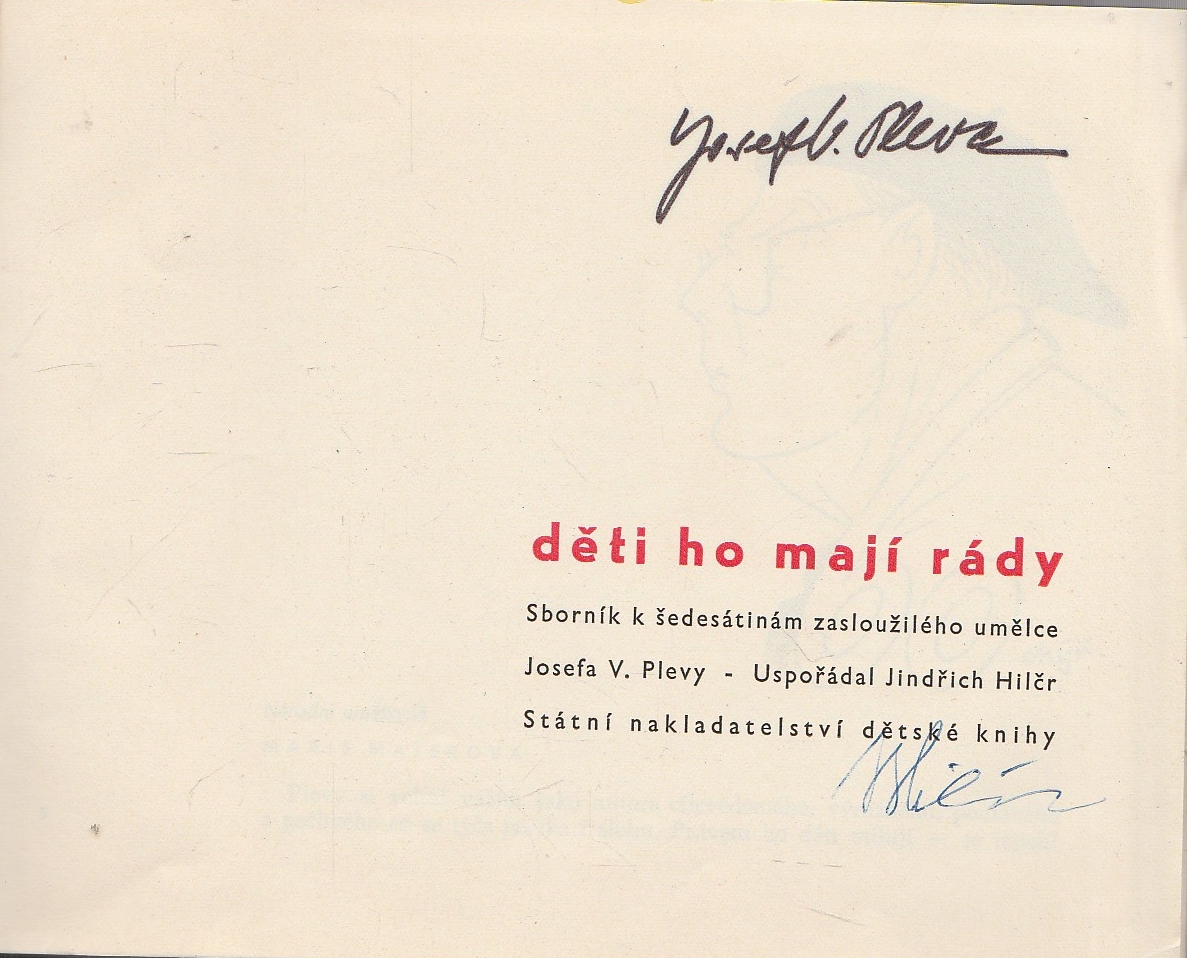 Josef V. Pleva
děti ho mají rády
Sborník k šedesátinám zasloužilého umělce
Josefa V. Plevy - Uspořádal Jindřich Hilčr
Státní nakladatelství dětské knihy
Hilčr